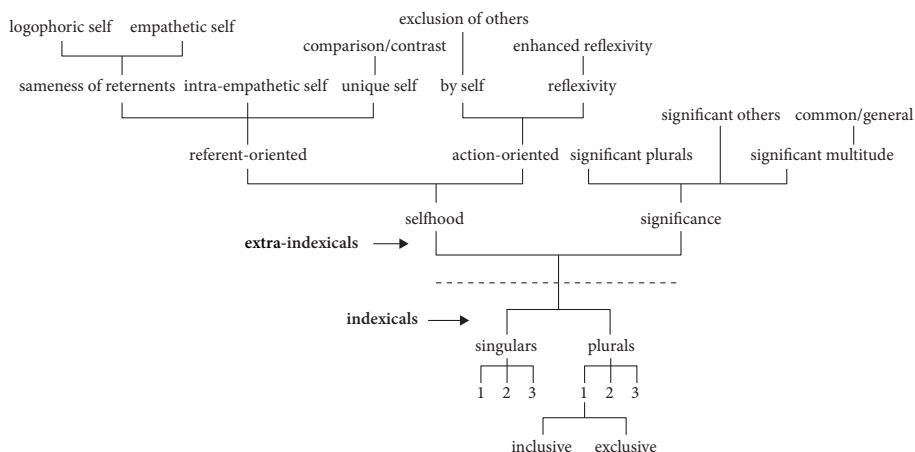 exclusion of others
logophoric self empathetic self
comparison/contrast enhanced reflexivity
sameness of reternents intra-empathetic self unique self by self reflexivity
significant others common/general
referent-oriented action-oriented significant plurals significant multitude
selfhood significance
extra-indexicals
indexicals
singulars plurals
1 2 3 1 2 3
inclusive exclusive